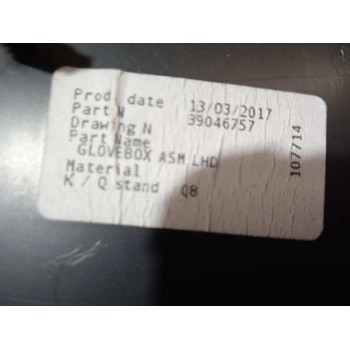 Prod. date 13/03/2017
Part N 39046757
Drawing N
Part Name
GLOVEBOX ASM LHD
Material
K / Q stand Q8
107714